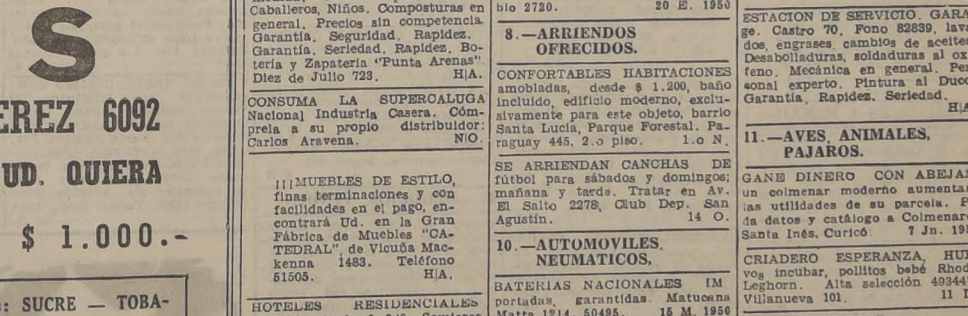 S
EREZ 6092
UD. QUIERA
$ 1.000.-
: SUCRE — TOBA-
Caballeros, Niños. Composturas en
general. Precios sin competencia.
Garantía, Seguridad, Rapidez.
Garantía, Seriedad, Rapidez. Bo-
tería y Zapatería "Punta Arenas".
Diez de Julio 723. H|A.
CONSUMA LA SUPERCALUGA
Nacional Industria Casera. Cóm-
prela a su propio distribuidor:
Carlos Aravena. N|O.
¡¡¡MUEBLES DE ESTILO,
finas terminaciones y con
facilidades en el pago, en-
contrará Ud. en la Gran
Fábrica de Muebles "CA-
TEDRAL", de Vicuña Mac-
kenna 1483. Teléfono
51505. H|A.
HOTELES RESIDENCIALES
blo 2720. 20 E. 1950
8.—ARRIENDOS
OFRECIDOS.
CONFORTABLES HABITACIONES
amobladas, desde $ 1.200, baño
incluído, edificio moderno, exclu-
sivamente para este objeto, barrio
Santa Lucía, Parque Forestal. Pa-
raguay 445, 2.o piso. 1.o N.
SE ARRIENDAN CANCHAS DE
fútbol para sábados y domingos;
mañana y tarde. Tratar en Av.
El Salto 2278, Club Dep. San
Agustín. 14 O.
10.—AUTOMOVILES,
NEUMATICOS,
BATERIAS NACIONALES IM
portadas, garantidas. Matucana
Matta 1214. 50495. 15 M. 1950
ESTACION DE SERVICIO, GARA
ge. Castro 70. Fono 82839, lava
dos, engrases, cambios de aceites
Desabolladuras, soldaduras al ox
feno. Mecánica en general. Per
sonal experto. Pintura al Duco
Garantía, Rapidez, Seriedad.
H|A
11.—AVES, ANIMALES,
PAJAROS.
GANE DINERO CON ABEJAS
un colmenar moderno aumentar
las utilidades de su parcela. P
da datos y catálogo a Colmenar
Santa Inés, Curicó. 7 Jn. 195
CRIADERO ESPERANZA, HUE
vos incubar, pollitos bebé Rhod
Leghorn. Alta selección 49344
Villanueva 101. 11